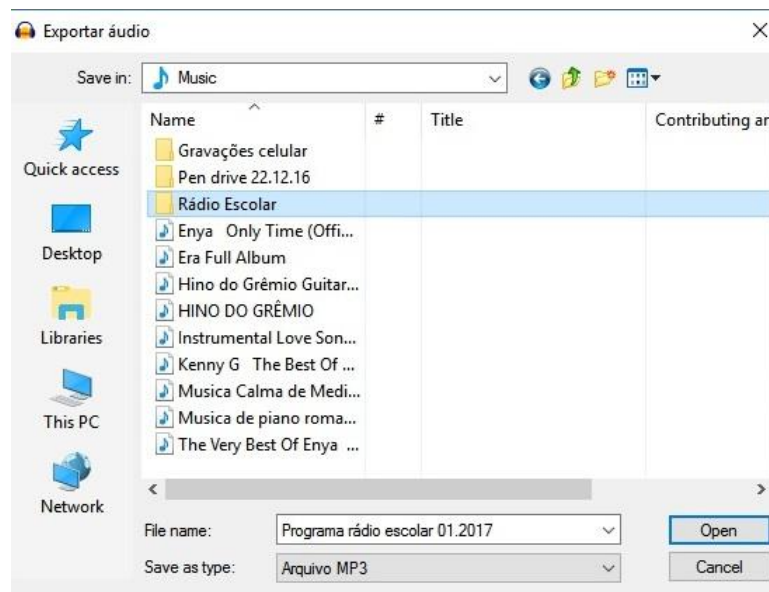 Exportar áudio
Save in: Music
Name # Title Contributing ar
Gravações celular
Pen drive 22.12.16
Rádio Escolar
Enya Only Time (Offi...
Era Full Album
Hino do Grêmio Guitar...
HINO DO GRÊMIO
Instrumental Love Son...
Kenny G The Best Of ...
Musica Calma de Medi...
Musica de piano roma...
The Very Best Of Enya ...
Quick access
Desktop
Libraries
This PC
Network
File name: Programa rádio escolar 01.2017 Open
Save as type: Arquivo MP3 Cancel